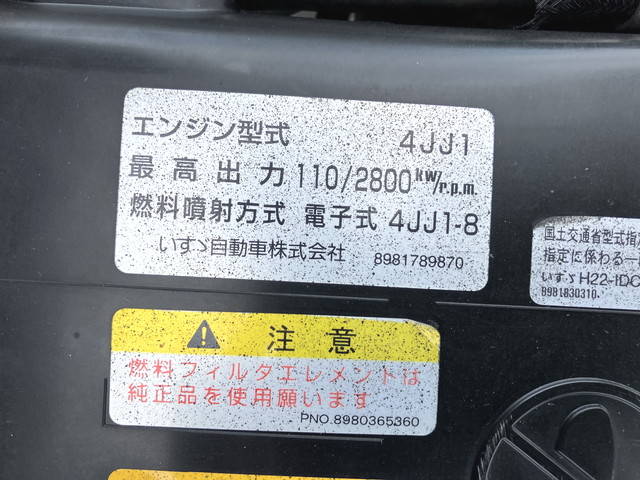 エンジン型式 4JJ1
最高出力 110/2800 kW/r.p.m.
燃料噴射方式 電子式 4JJ1-8
いすゞ自動車株式会社 8981789870
国土交通省型式指
指定に係わる一
いすゞH22-IDC
8981830310
注意
燃料フィルタエレメントは
純正品を使用願います
PNO.8980365360